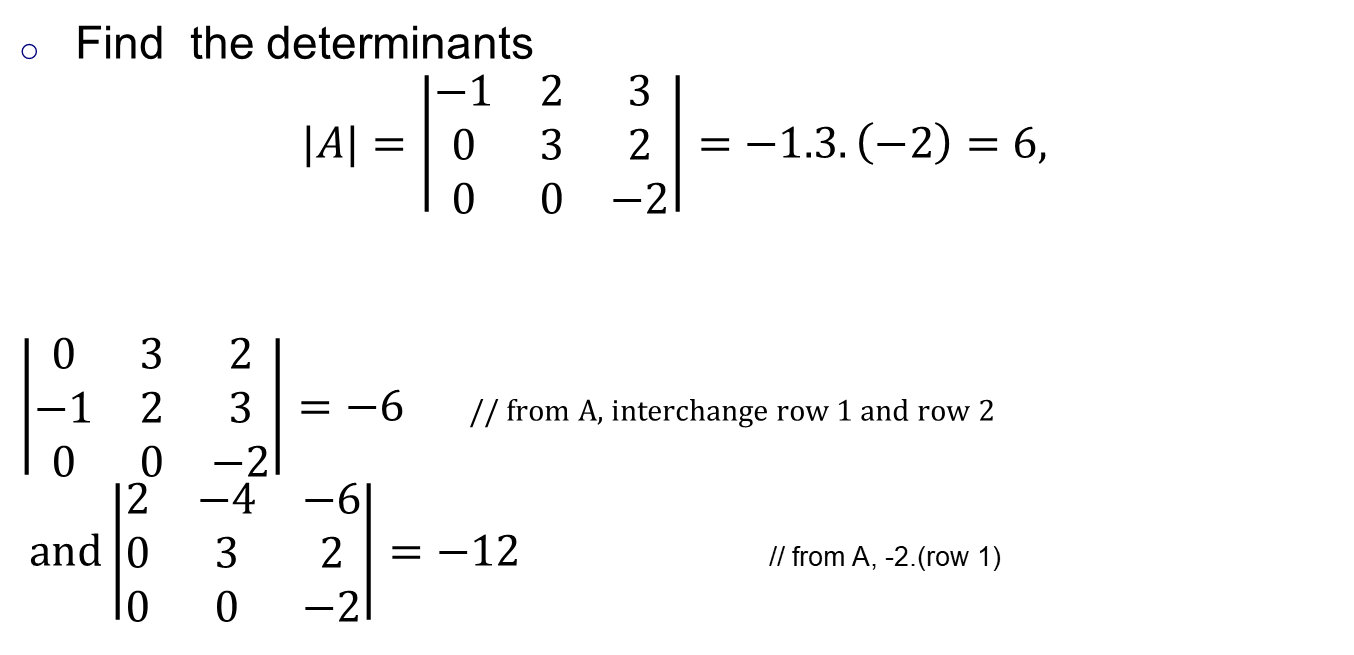 Find the determinants
|A| = |−1 2 3|
|0 3 2| = −1.3.(−2) = 6,
|0 0 −2|
|0 3 2|
|−1 2 3| = −6 // from A, interchange row 1 and row 2
|0 0 −2|
|2 −4 −6|
and |0 3 2| = −12 // from A, -2.(row 1)
|0 0 −2|